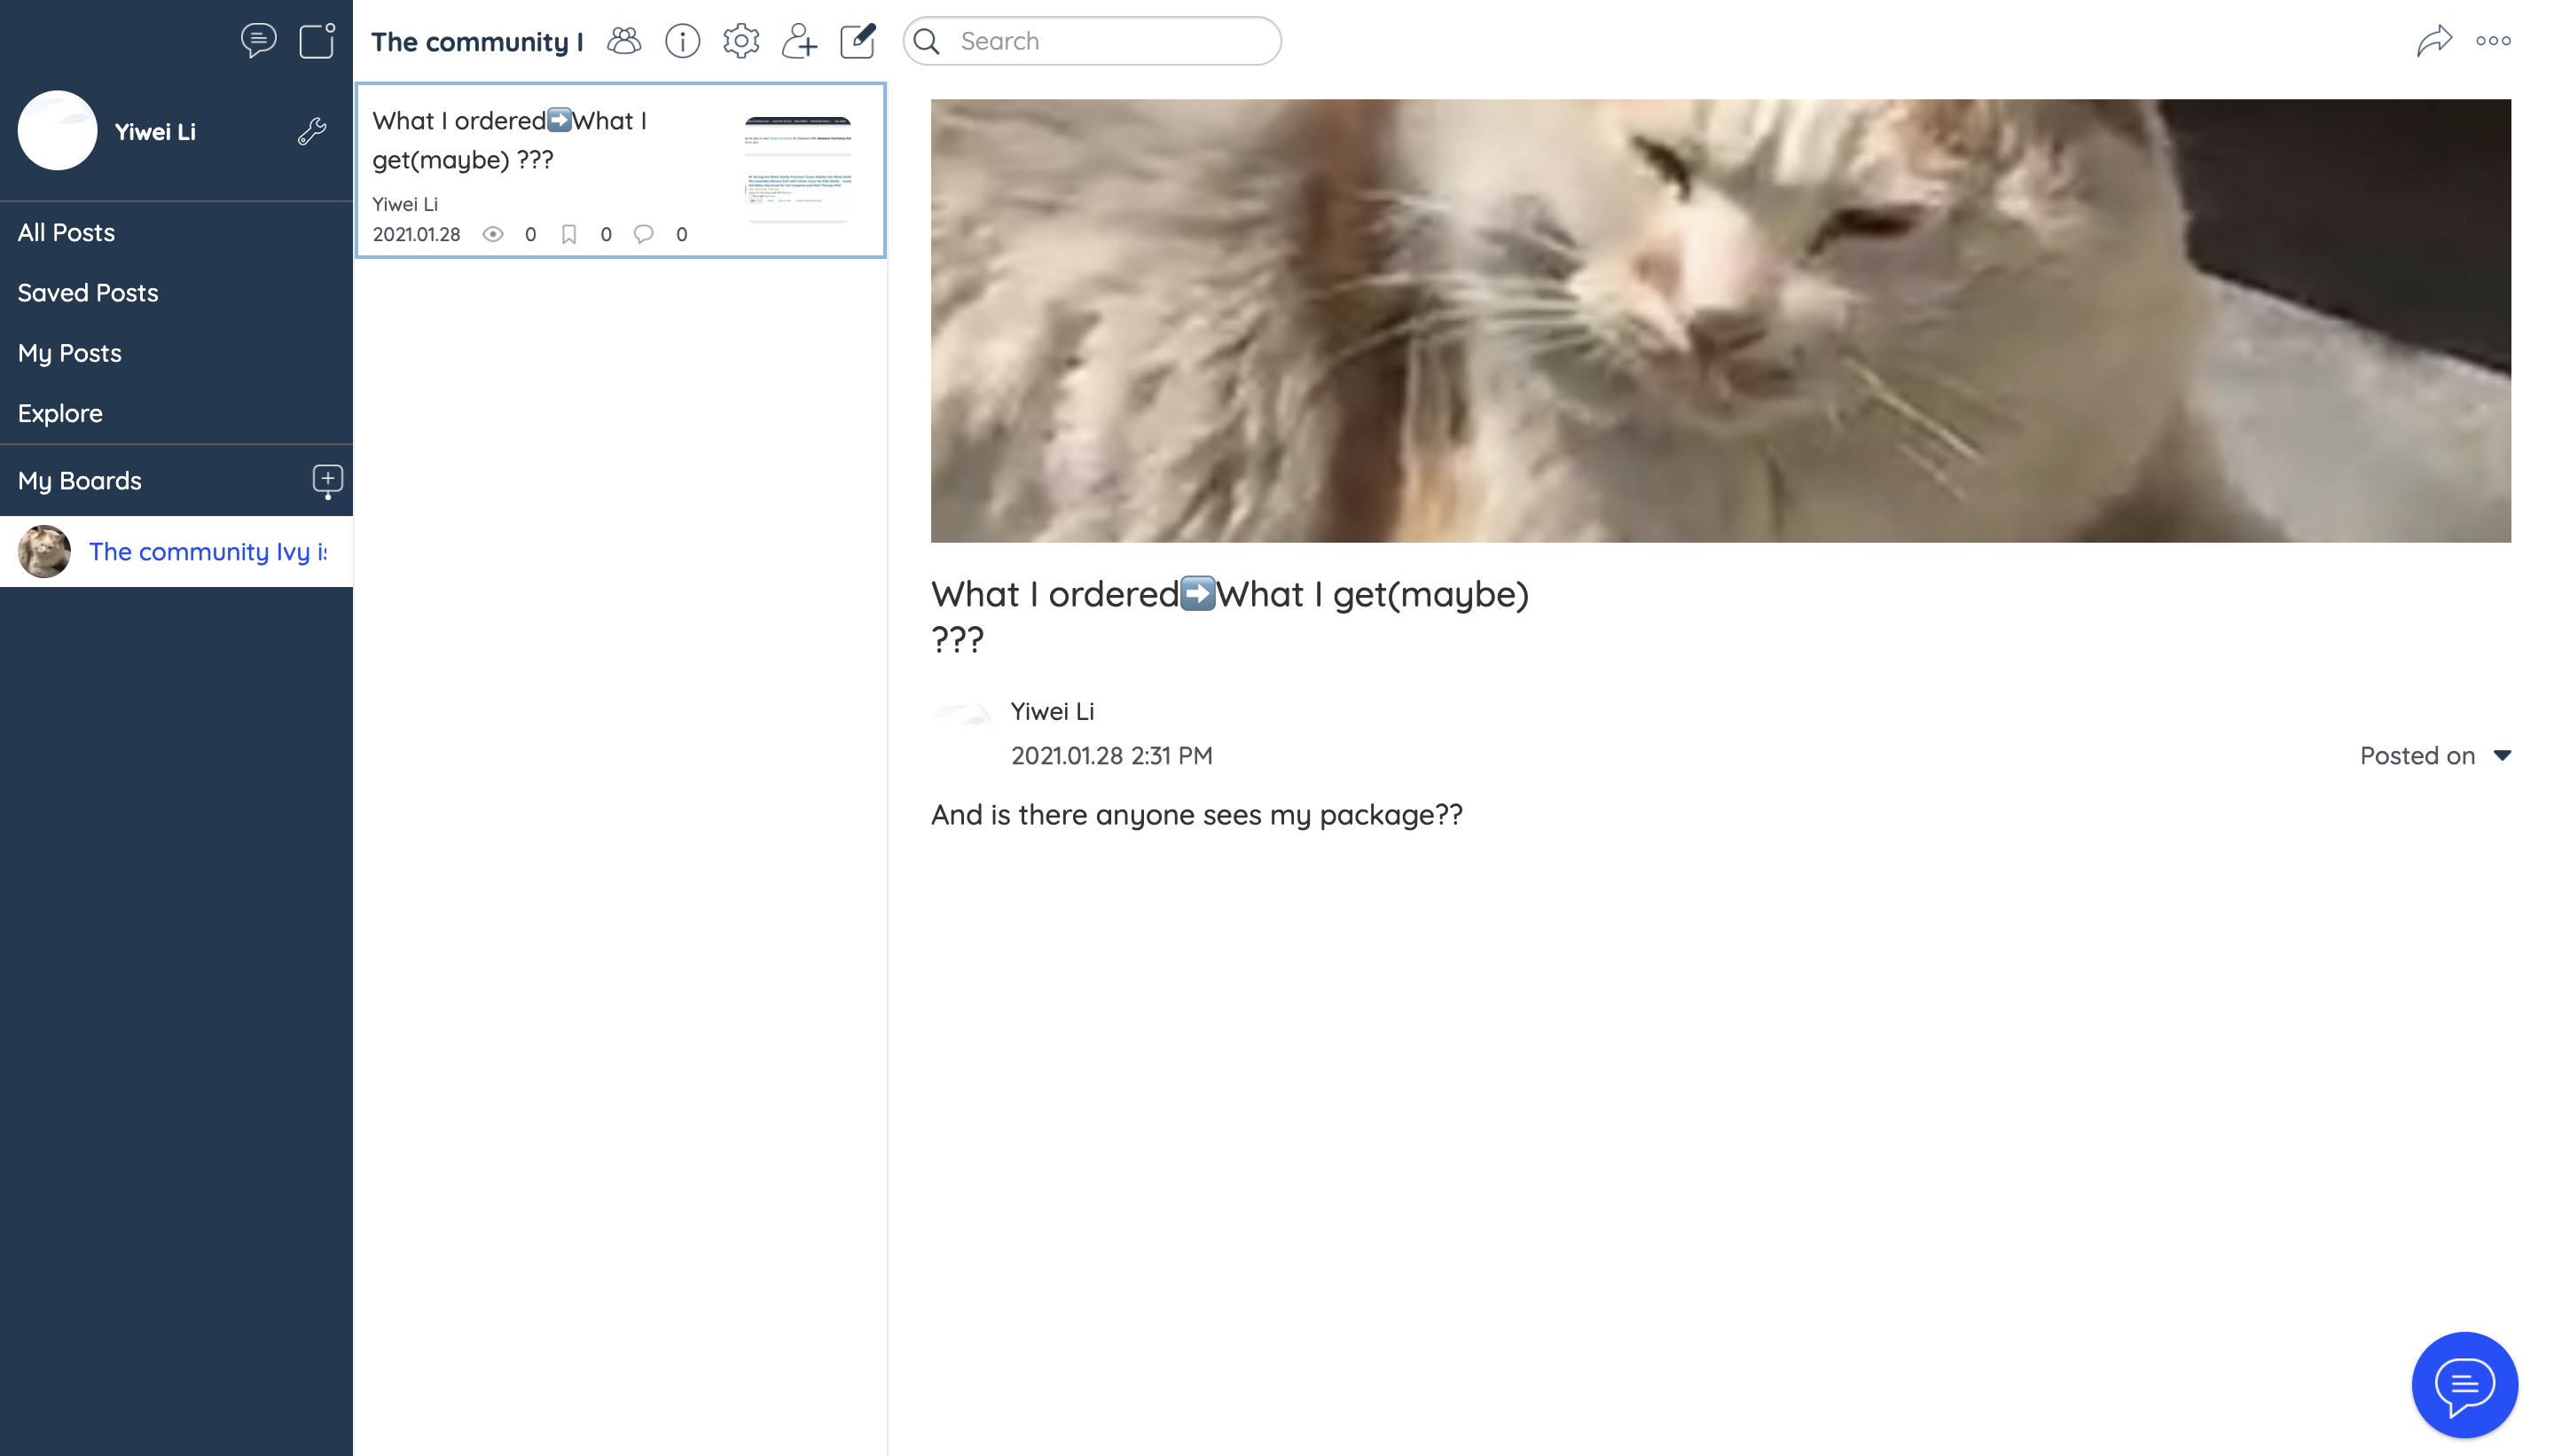 Yiwei Li
All Posts
Saved Posts
My Posts
Explore
My Boards
The community Ivy is
The community I
Search
What I ordered➡️What I
get(maybe) ???
Yiwei Li
2021.01.28 0 0 0
What I ordered➡️What I get(maybe)
???
Yiwei Li
2021.01.28 2:31 PM
Posted on
And is there anyone sees my package??